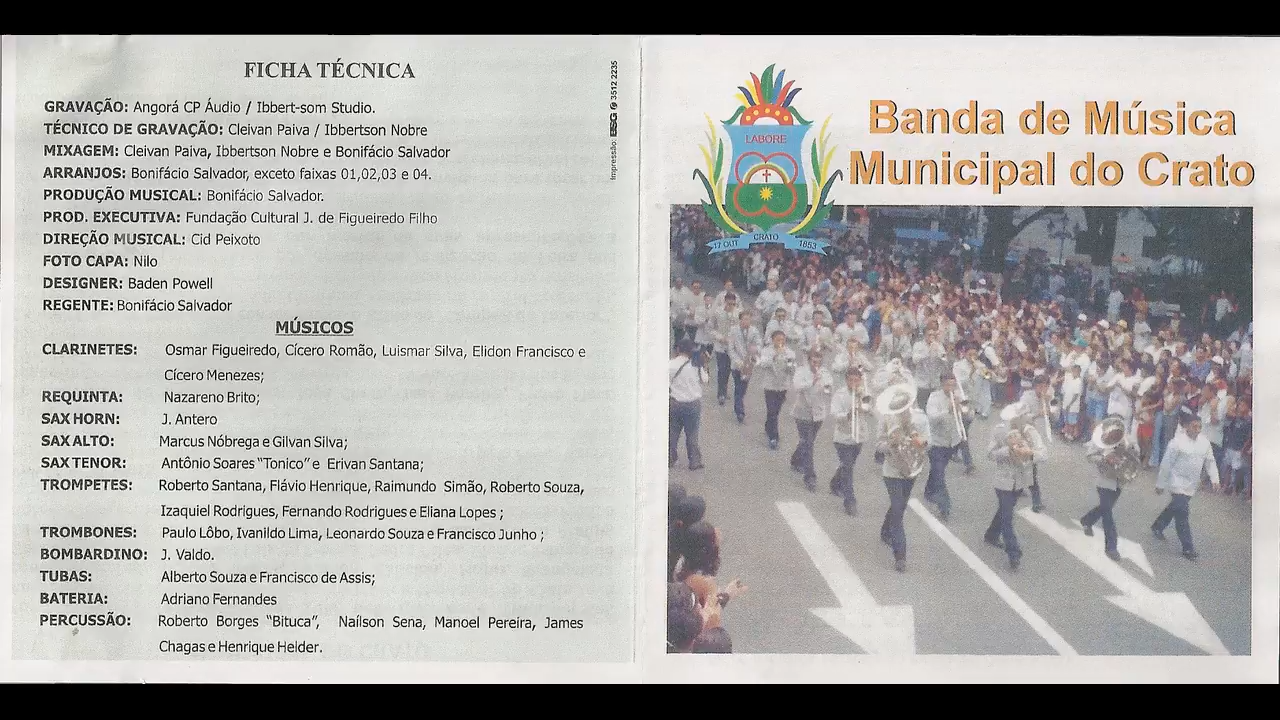 FICHA TÉCNICA
GRAVAÇÃO: Angorá CP Áudio / Ibbert-som Studio.
TÉCNICO DE GRAVAÇÃO: Cleivan Paiva / Ibbertson Nobre
MIXAGEM: Cleivan Paiva, Ibbertson Nobre e Bonifácio Salvador
ARRANJOS: Bonifácio Salvador, exceto faixas 01,02,03 e 04.
PRODUÇÃO MUSICAL: Bonifácio Salvador.
PROD. EXECUTIVA: Fundação Cultural J. de Figueiredo Filho
DIREÇÃO MUSICAL: Cid Peixoto
FOTO CAPA: Nilo
DESIGNER: Baden Powell
REGENTE: Bonifácio Salvador
MÚSICOS
CLARINETES: Osmar Figueiredo, Cícero Romão, Luismar Silva, Elidon Francisco e
Cícero Menezes;
REQUINTA: Nazareno Brito;
SAX HORN: J. Antero
SAX ALTO: Marcus Nóbrega e Gilvan Silva;
SAX TENOR: Antônio Soares "Tonico" e Erivan Santana;
TROMPETES: Roberto Santana, Flávio Henrique, Raimundo Simão, Roberto Souza,
Izaquiel Rodrigues, Fernando Rodrigues e Eliana Lopes ;
TROMBONES: Paulo Lôbo, Ivanildo Lima, Leonardo Souza e Francisco Junho ;
BOMBARDINO: J. Valdo.
TUBAS: Alberto Souza e Francisco de Assis;
BATERIA: Adriano Fernandes
PERCUSSÃO: Roberto Borges "Bituca", Naílson Sena, Manoel Pereira, James
Chagas e Henrique Helder.
Impressão: BSG 3512 2235
Banda de Música
Municipal do Crato
LABORE
17 OUT CRATO 1853